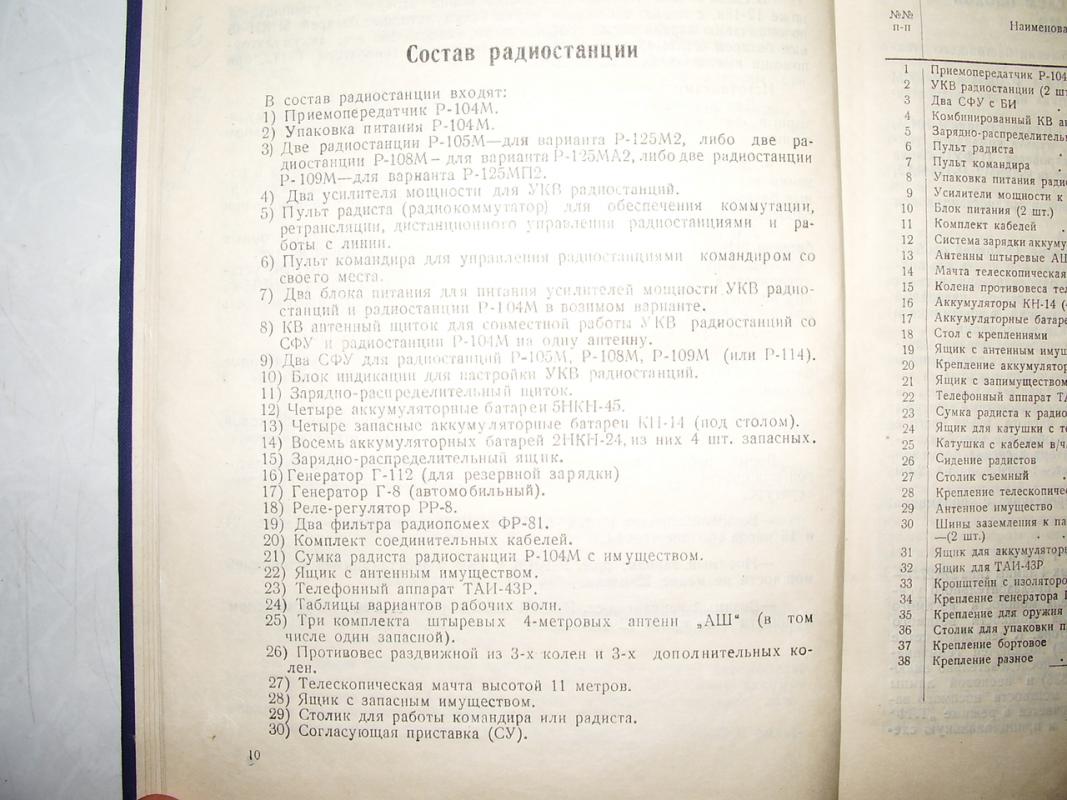 Состав радиостанции
В состав радиостанции входят:
1) Приемопередатчик Р-104М.
2) Упаковка питания Р-104М.
3) Две радиостанции Р-105М—для варианта Р-125М2, либо две ра-
диостанции Р-108М – для варианта Р-125МА2, либо две радиостанции
Р-109М—для варианта Р-125МП2.
4) Два усилителя мощности для УКВ радиостанций.
5) Пульт радиста (радиокоммутатор) для обеспечения коммутации,
ретрансляции, дистанционного управления радиостанциями и ра-
боты с линии.
6) Пульт командира для управления радиостанциями командиром со
своего места.
7) Два блока питания для питания усилителей мощности УКВ радио-
станций и радиостанции Р-104М в возимом варианте.
8) КВ антенный щиток для совместной работы УКВ радиостанций со
СФУ и радиостанции Р-104М на одну антенну.
9) Два СФУ для радиостанций Р-105М, Р-108М, Р-109М (или Р-114).
10) Блок индикации для настройки УКВ радиостанций.
11) Зарядно-распределительный щиток.
12) Четыре аккумуляторные батареи 5НКН-45.
13) Четыре запасные аккумуляторные батареи КН-14 (под столом).
14) Восемь аккумуляторных батарей 2НКН-24, из них 4 шт. запасных.
15) Зарядно-распределительный ящик.
16) Генератор Г-112 (для резервной зарядки)
17) Генератор Г-8 (автомобильный).
18) Реле-регулятор РР-8.
19) Два фильтра радиопомех ФР-81.
20) Комплект соединительных кабелей.
21) Сумка радиста радиостанции Р-104М с имуществом.
22) Ящик с антенным имуществом.
23) Телефонный аппарат ТАИ-43Р.
24) Таблицы вариантов рабочих волн.
25) Три комплекта штыревых 4-метровых антенн „АШ“ (в том
числе один запасной).
26) Противовес раздвижной из 3-х колен и 3-х дополнительных ко-
лен.
27) Телескопическая мачта высотой 11 метров.
28) Ящик с запасным имуществом.
29) Столик для работы командира или радиста.
30) Согласующая приставка (СУ).
10
№№ п-п Наименова
1 Приемопередатчик Р-104
2 УКВ радиостанции (2 шт
3 Два СФУ с БИ
4 Комбинированный КВ ан
5 Зарядно-распределитель
6 Пульт радиста
7 Пульт командира
8 Упаковка питания ради
9 Усилители мощности к
10 Блок питания (2 шт.)
11 Комплект кабелей
12 Система зарядки аккуму
13 Антенны штыревые АШ
14 Мачта телескопическая
15 Колена противовеса тел
16 Аккумуляторы КН-14 (
17 Аккумуляторные батаре
18 Стол с креплениями
19 Ящик с антенным имущ
20 Крепление аккумулятор
21 Ящик с запимуществом
22 Телефонный аппарат ТА
23 Сумка радиста к радио
24 Ящик для катушки с те
25 Катушка с кабелем в/ч
26 Сидение радистов
27 Столик съемный
28 Крепление телескопиче
29 Антенное имущество
30 Шины заземления к па
—(2 шт.)
31 Ящик для аккумулятор
32 Ящик для ТАИ-43Р
33 Кронштейн с изоляторо
34 Крепление генератора
35 Крепление для оружия
36 Столик для упаковки п
37 Крепление бортовое
38 Крепление разное